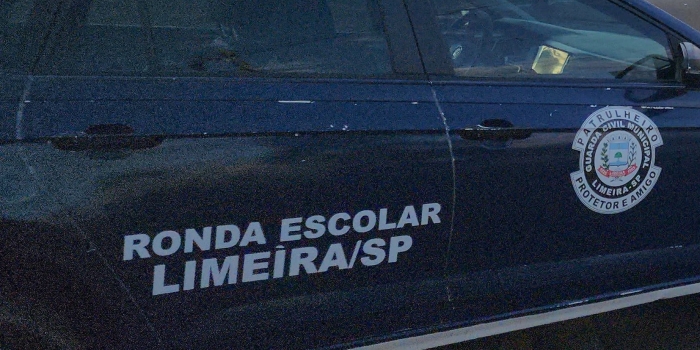 RONDA ESCOLAR
LIMEIRA/SP
PATRULHEIRO
GUARDA CIVIL MUNICIPAL
LIMEIRA-SP
PROTETOR E AMIGO